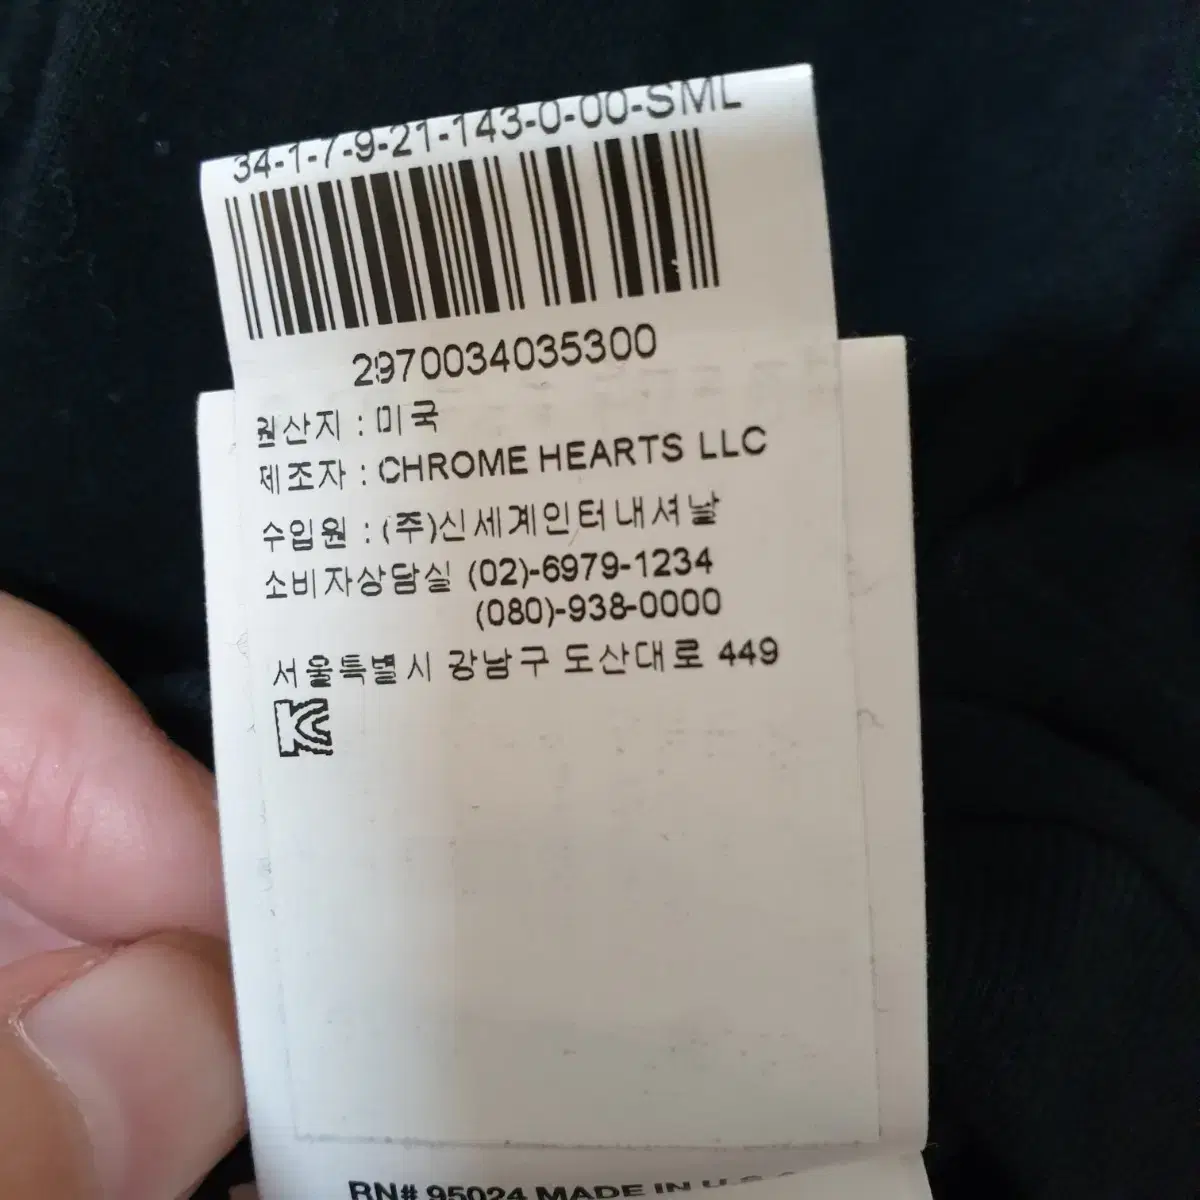 34-1-7-9-21-143-0-00-SML
2970034035300
원산지 : 미국
제조자 : CHROME HEARTS LLC
수입원 : (주)신세계인터내셔날
소비자상담실 (02)-6979-1234
(080)-938-0000
서울특별시 강남구 도산대로 449
RN# 95024 MADE IN U.S.A